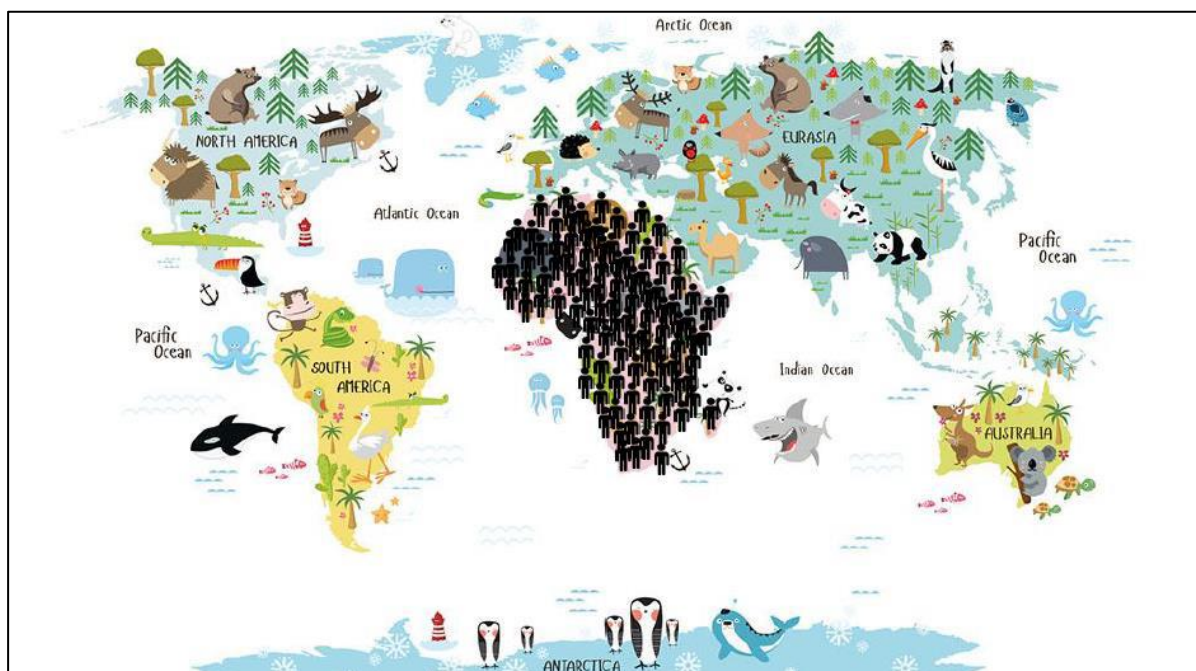 Arctic Ocean
NORTH AMERICA
EURASIA
Atlantic Ocean
Pacific
Ocean
Pacific
Ocean
SOUTH
AMERICA
Indian Ocean
AUSTRALIA
ANTARCTICA